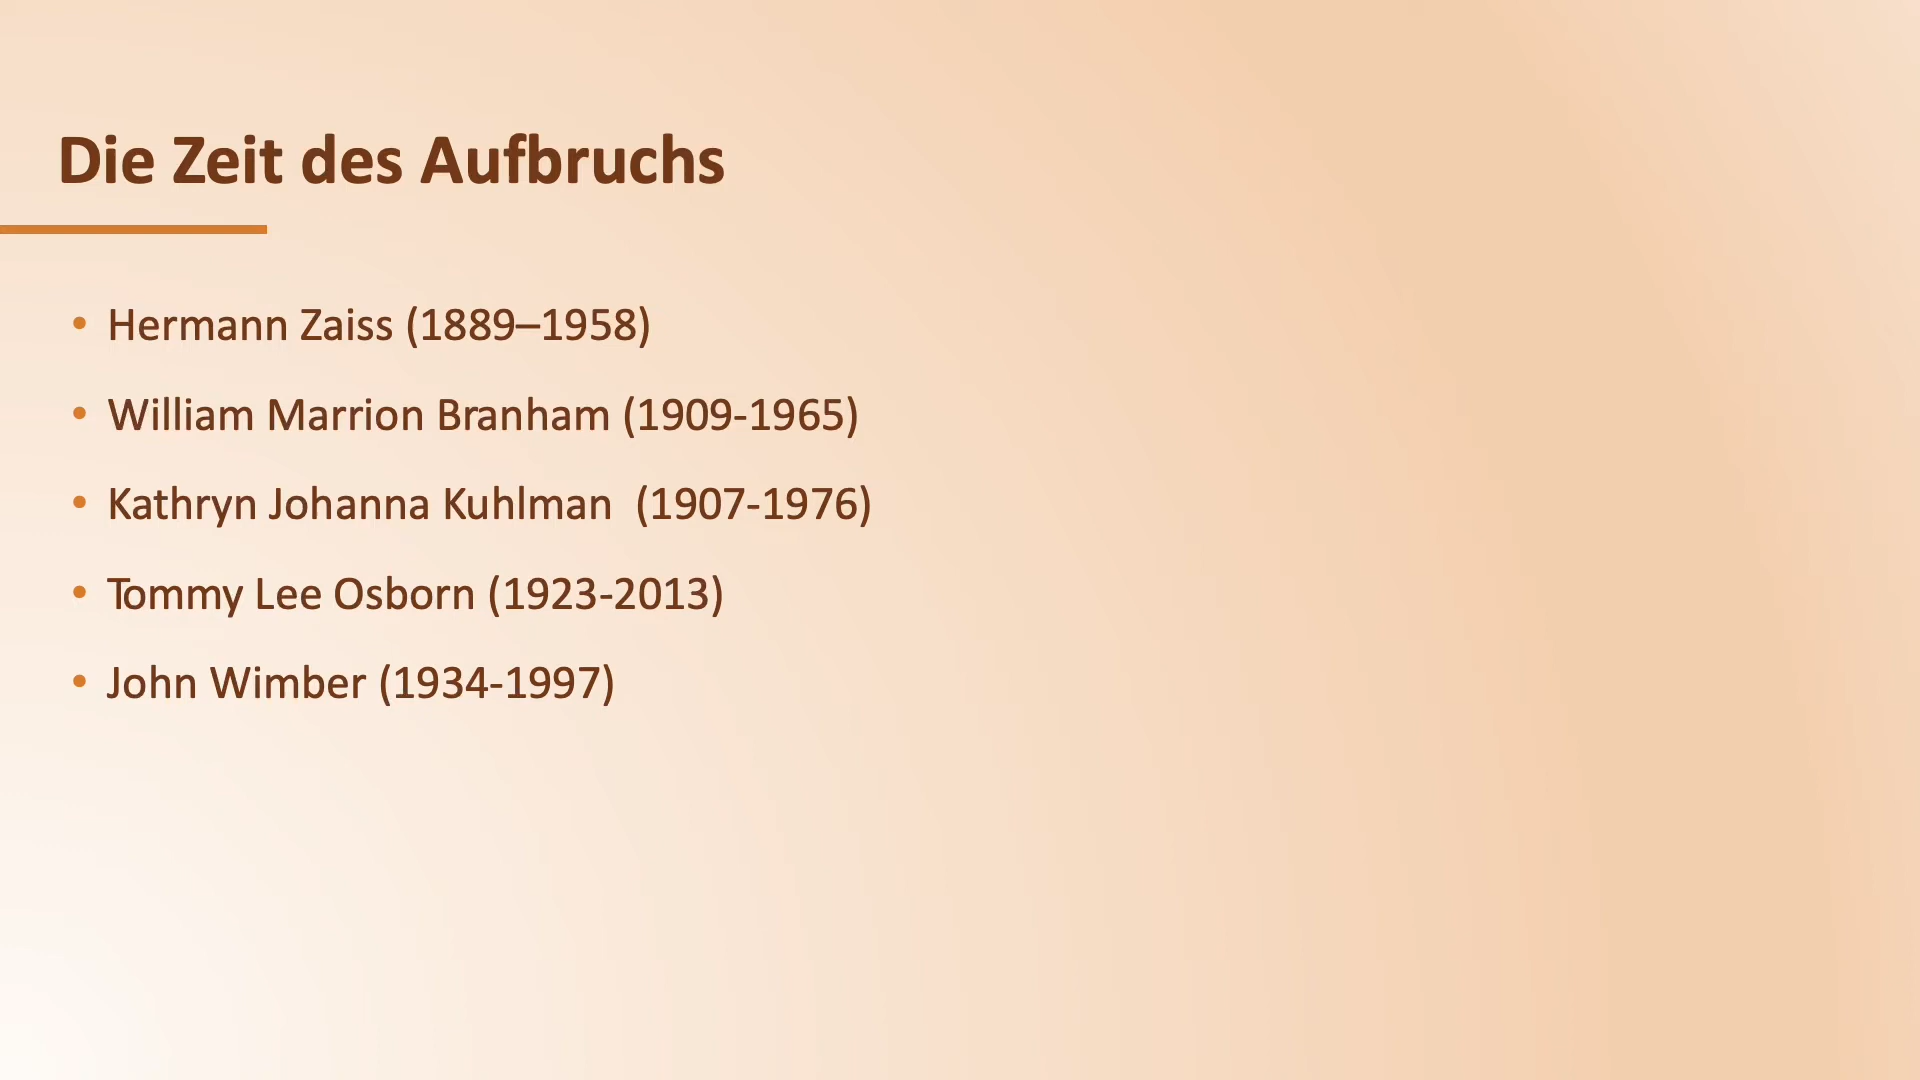 Die Zeit des Aufbruchs
• Hermann Zaiss (1889–1958)
• William Marrion Branham (1909-1965)
• Kathryn Johanna Kuhlman  (1907-1976)
• Tommy Lee Osborn (1923-2013)
• John Wimber (1934-1997)